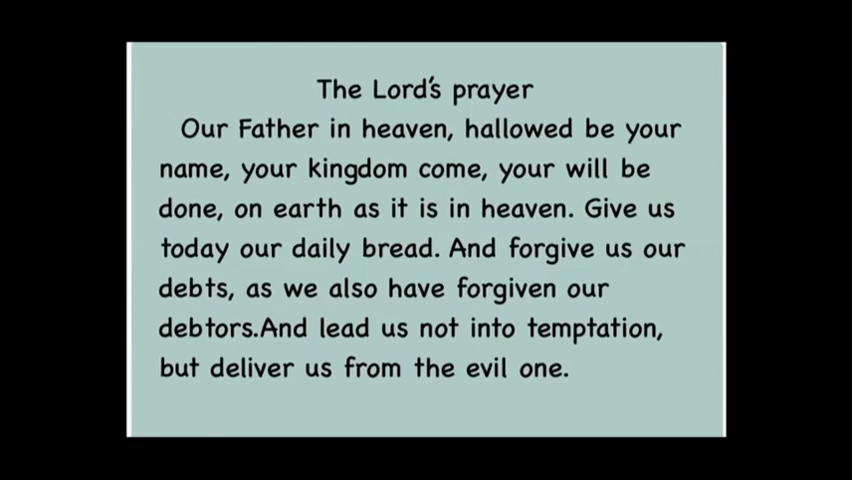 The Lord's prayer
Our Father in heaven, hallowed be your
name, your kingdom come, your will be
done, on earth as it is in heaven. Give us
today our daily bread. And forgive us our
debts, as we also have forgiven our
debtors.And lead us not into temptation,
but deliver us from the evil one.